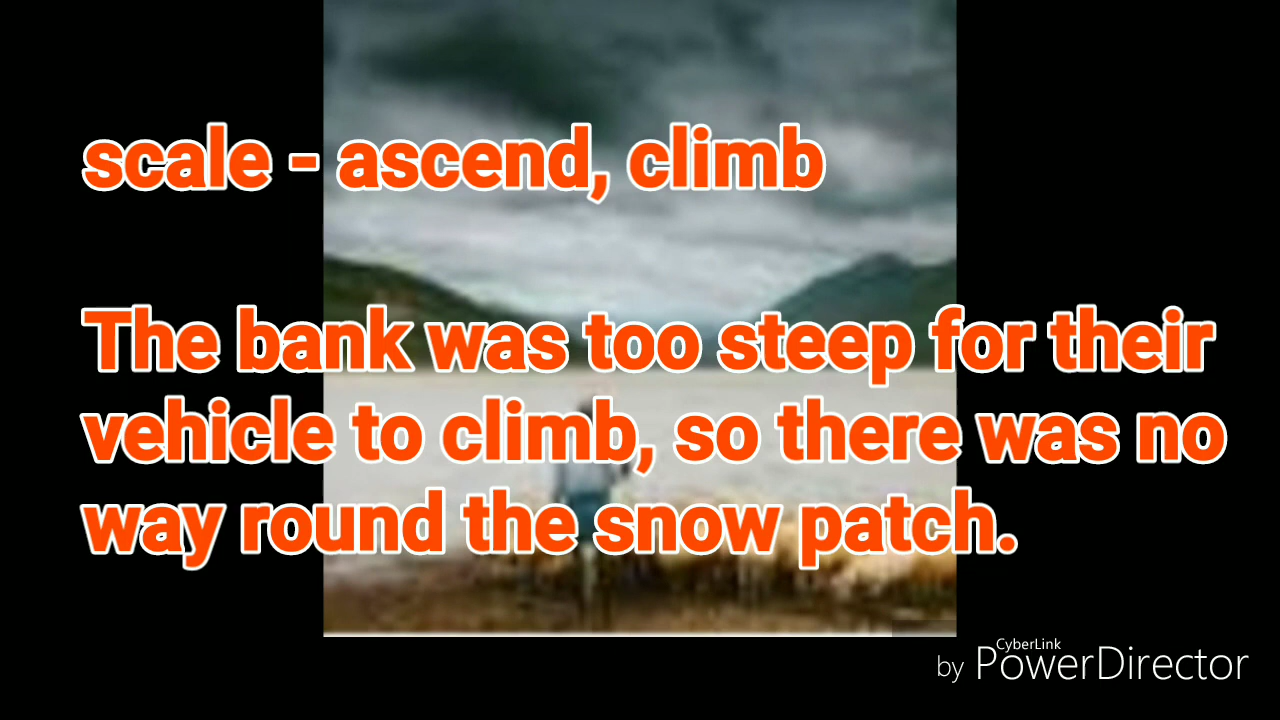 scale - ascend, climb
The bank was too steep for their
vehicle to climb, so there was no
way round the snow patch.
CyberLink
by PowerDirector